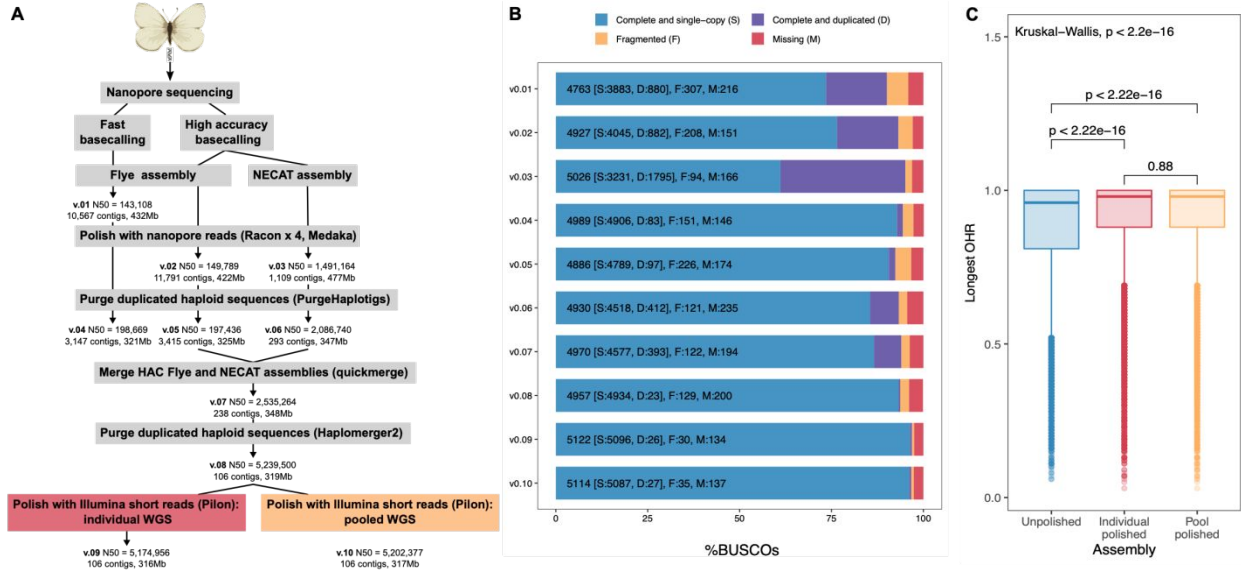 A
Nanopore sequencing
Fast
basecalling
High accuracy
basecalling
Flye assembly
NECAT assembly
v.01 N50 = 143,108
10,567 contigs, 432Mb
Polish with nanopore reads (Racon x 4, Medaka)
v.02 N50 = 149,789
11,791 contigs, 422Mb
v.03 N50 = 1,491,164
1,109 contigs, 477Mb
Purge duplicated haploid sequences (PurgeHaplotigs)
v.04 N50 = 198,669
3,147 contigs, 321Mb
v.05 N50 = 197,436
3,415 contigs, 325Mb
v.06 N50 = 2,086,740
293 contigs, 347Mb
Merge HAC Flye and NECAT assemblies (quickmerge)
v.07 N50 = 2,535,264
238 contigs, 348Mb
Purge duplicated haploid sequences (Haplomerger2)
v.08 N50 = 5,239,500
106 contigs, 319Mb
Polish with Illumina short reads (Pilon):
individual WGS
Polish with Illumina short reads (Pilon):
pooled WGS
v.09 N50 = 5,174,956
106 contigs, 316Mb
v.10 N50 = 5,202,377
106 contigs, 317Mb
B
Complete and single-copy (S)
Complete and duplicated (D)
Fragmented (F)
Missing (M)
v0.01
4763 [S:3883, D:880], F:307, M:216
v0.02
4927 [S:4045, D:882], F:208, M:151
v0.03
5026 [S:3231, D:1795], F:94, M:166
v0.04
4989 [S:4906, D:83], F:151, M:146
v0.05
4886 [S:4789, D:97], F:226, M:174
v0.06
4930 [S:4518, D:412], F:121, M:235
v0.07
4970 [S:4577, D:393], F:122, M:194
v0.08
4957 [S:4934, D:23], F:129, M:200
v0.09
5122 [S:5096, D:26], F:30, M:134
v0.10
5114 [S:5087, D:27], F:35, M:137
0
25
50
75
100
%BUSCOs
C
1.5
Kruskal-Wallis, p < 2.2e-16
p < 2.22e-16
p < 2.22e-16
0.88
1.0
0.5
0.0
Longest OHR
Unpolished
Individual
polished
Pool
polished
Assembly